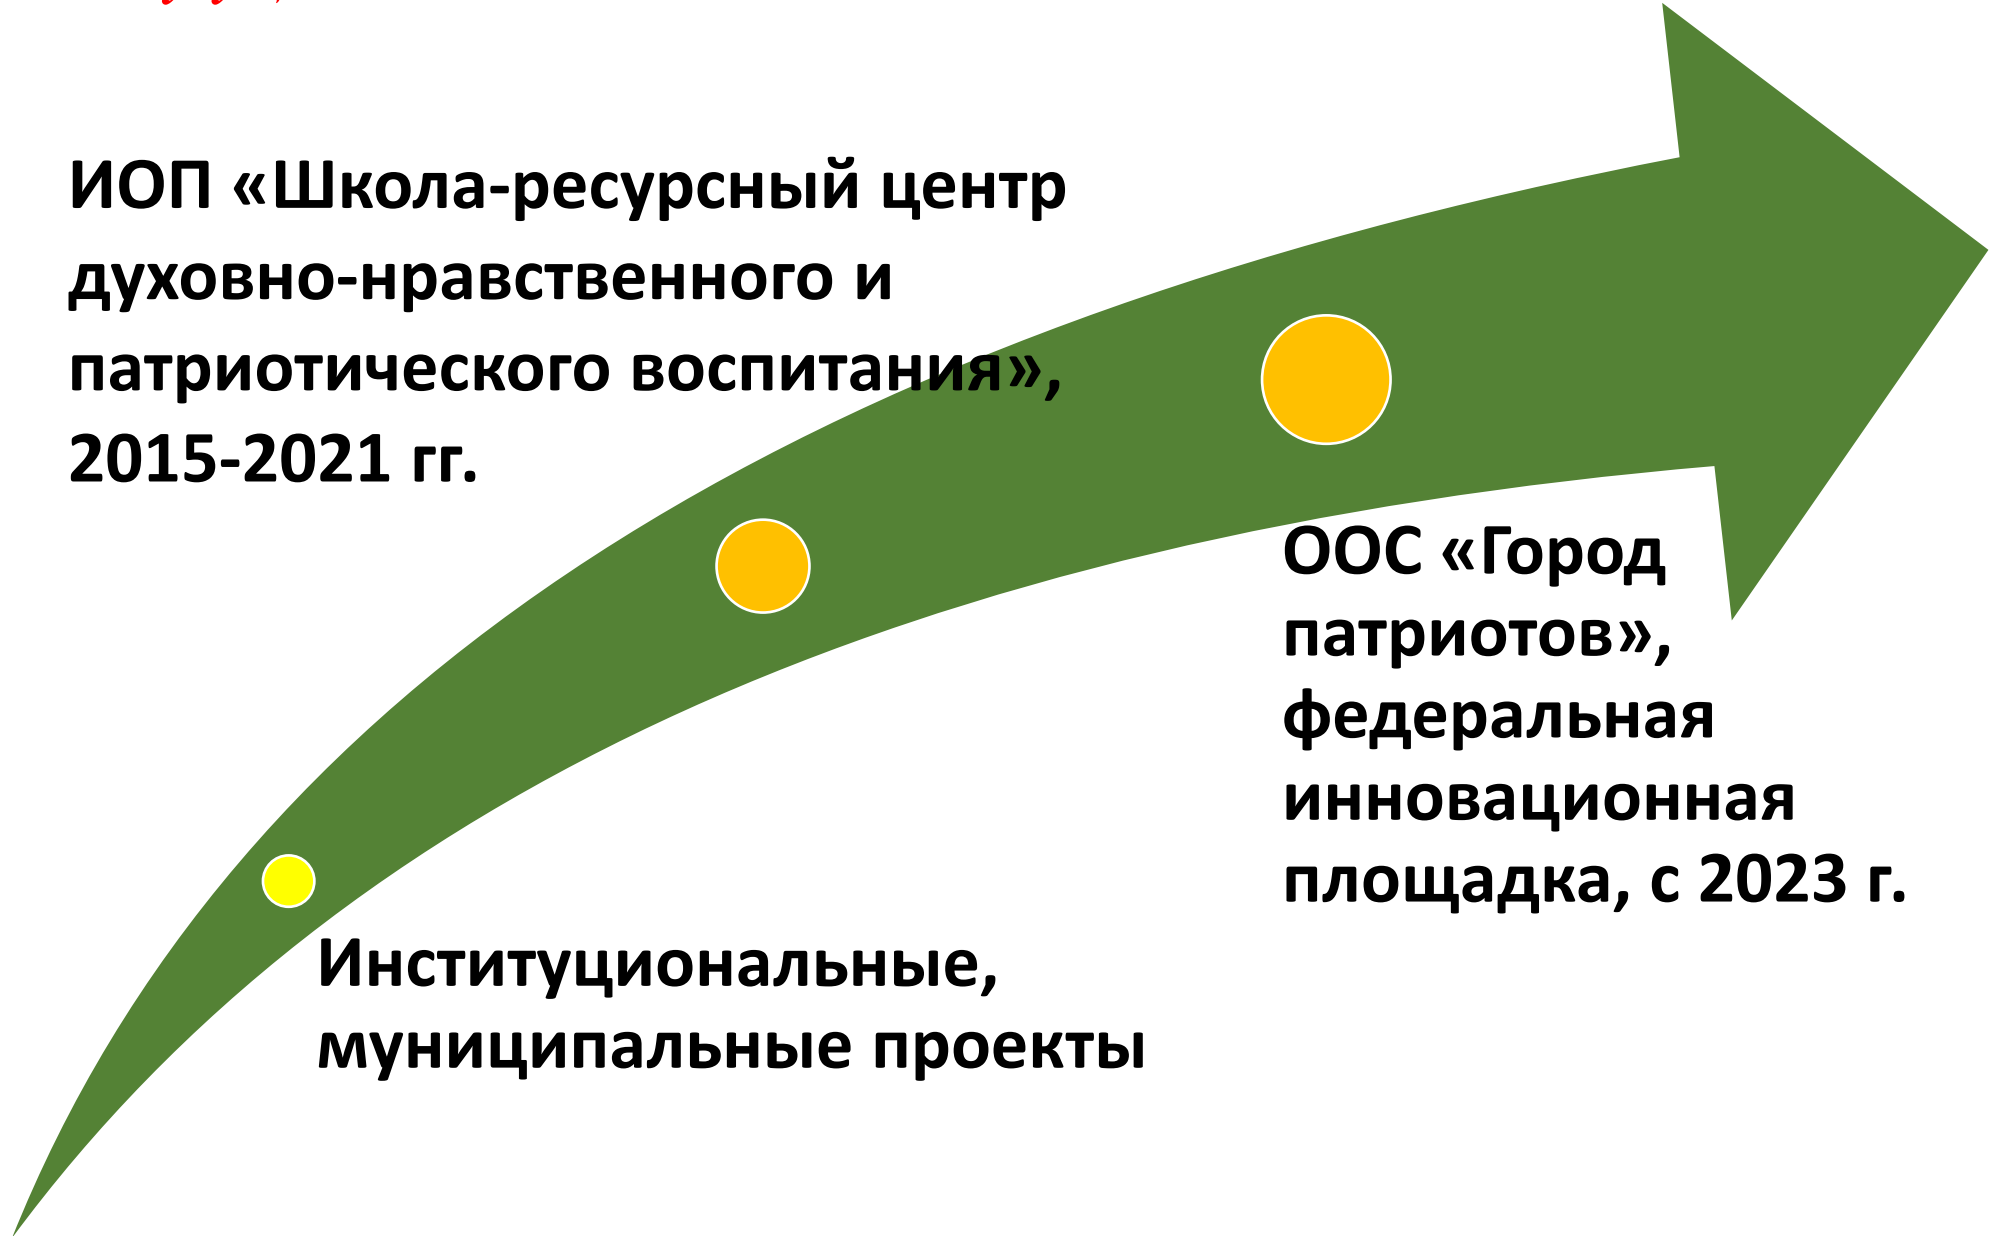 ИОП «Школа-ресурсный центр
духовно-нравственного и
патриотического воспитания»,
2015-2021 гг.
ООС «Город
патриотов»,
федеральная
инновационная
площадка, с 2023 г.
Институциональные,
муниципальные проекты